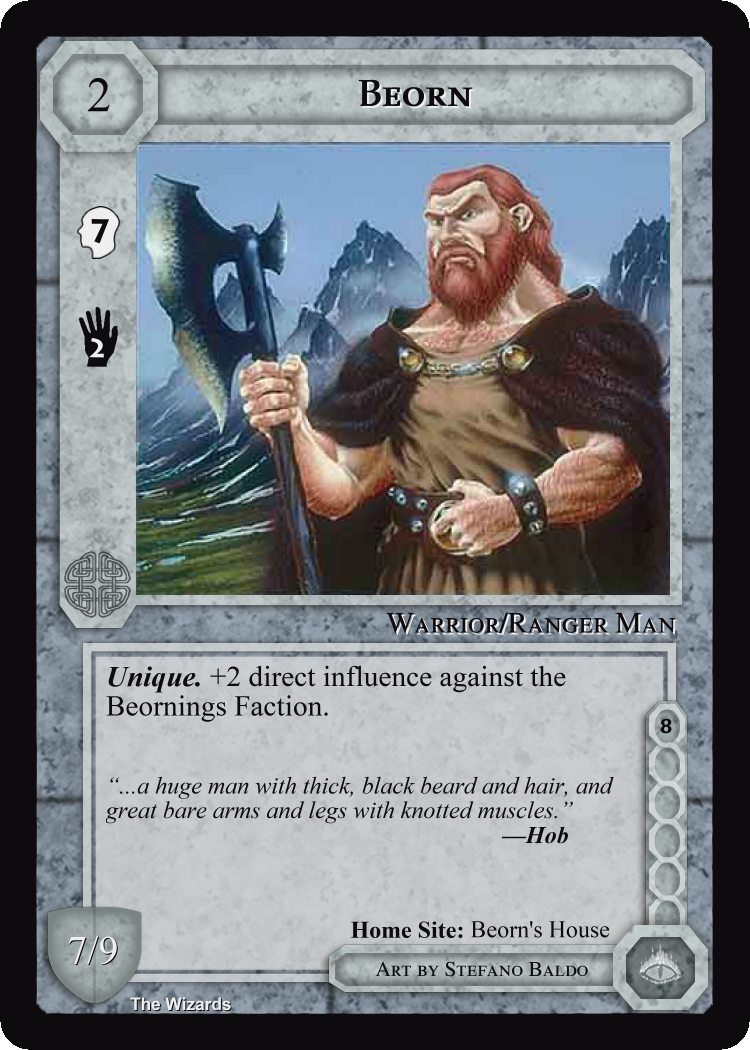 2
BEORN
7
2
WARRIOR/RANGER MAN
Unique. +2 direct influence against the
Beornings Faction.
8
“...a huge man with thick, black beard and hair, and
great bare arms and legs with knotted muscles.”
—Hob
Home Site: Beorn's House
7/9
ART BY STEFANO BALDO
The Wizards